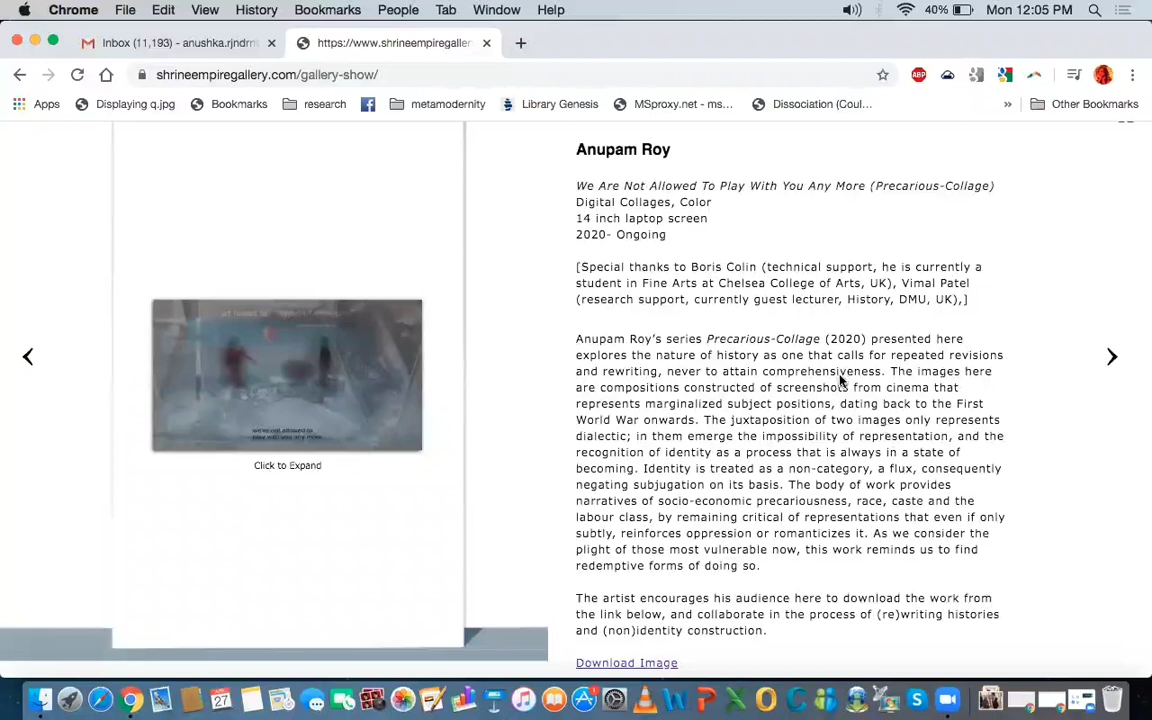 Chrome File Edit View History Bookmarks People Tab Window Help 40% Mon 12:05 PM
Inbox (11,193) - anushka.rjndrn
https://www.shrineempiregaller
shrineempiregallery.com/gallery-show/
ABP
Apps Displaying q.jpg Bookmarks research metamodernity Library Genesis MSproxy.net - ms... Dissociation (Coul... » Other Bookmarks
Anupam Roy
We Are Not Allowed To Play With You Any More (Precarious-Collage)
Digital Collages, Color
14 inch laptop screen
2020- Ongoing
[Special thanks to Boris Colin (technical support, he is currently a
student in Fine Arts at Chelsea College of Arts, UK), Vimal Patel
(research support, currently guest lecturer, History, DMU, UK),]
Anupam Roy's series Precarious-Collage (2020) presented here
explores the nature of history as one that calls for repeated revisions
and rewriting, never to attain comprehensiveness. The images here
are compositions constructed of screenshots from cinema that
represents marginalized subject positions, dating back to the First
World War onwards. The juxtaposition of two images only represents
dialectic; in them emerge the impossibility of representation, and the
recognition of identity as a process that is always in a state of
becoming. Identity is treated as a non-category, a flux, consequently
negating subjugation on its basis. The body of work provides
narratives of socio-economic precariousness, race, caste and the
labour class, by remaining critical of representations that even if only
subtly, reinforces oppression or romanticizes it. As we consider the
plight of those most vulnerable now, this work reminds us to find
redemptive forms of doing so.
The artist encourages his audience here to download the work from
the link below, and collaborate in the process of (re)writing histories
and (non)identity construction.
Download Image
we're not allowed to
play with you any more.
Click to Expand
27